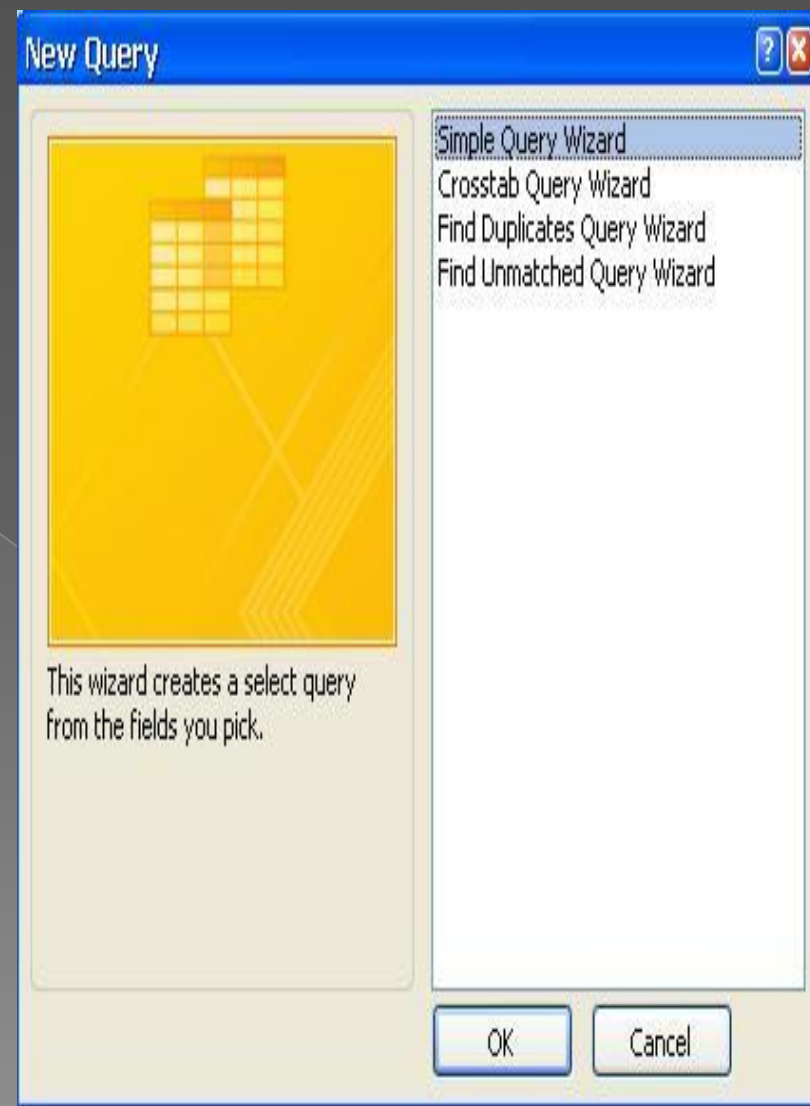 New Query
Simple Query Wizard
Crosstab Query Wizard
Find Duplicates Query Wizard
Find Unmatched Query Wizard
This wizard creates a select query
from the fields you pick.
OK
Cancel